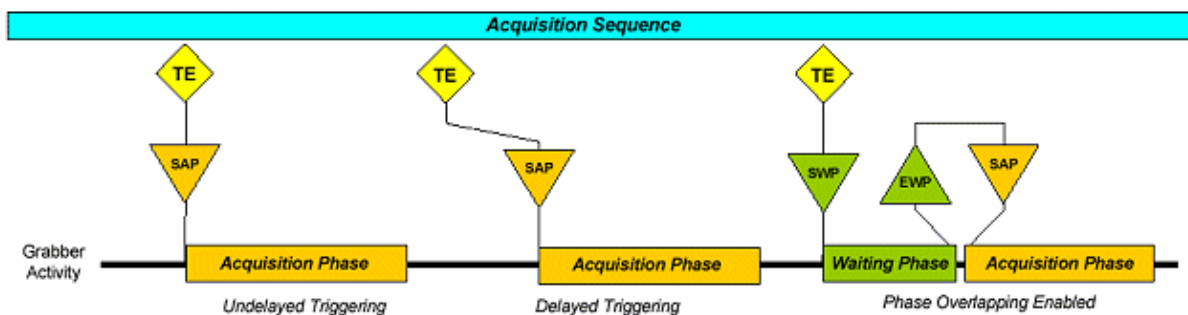 Acquisition Sequence
TE
TE
TE
SAP
SAP
SWP
EWP
SAP
Grabber
Activity
Acquisition Phase
Acquisition Phase
Waiting Phase
Acquisition Phase
Undelayed Triggering
Delayed Triggering
Phase Overlapping Enabled